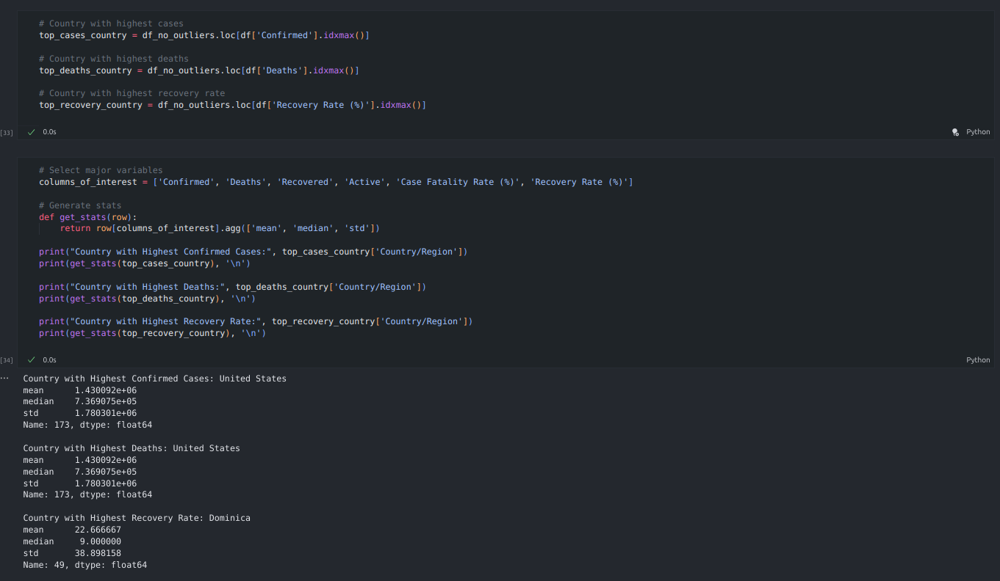 # Country with highest cases
top_cases_country = df_no_outliers.loc[df['Confirmed'].idxmax()]
# Country with highest deaths
top_deaths_country = df_no_outliers.loc[df['Deaths'].idxmax()]
# Country with highest recovery rate
top_recovery_country = df_no_outliers.loc[df['Recovery Rate (%)'].idxmax()]
[33] 0.0s Python
# Select major variables
columns_of_interest = ['Confirmed', 'Deaths', 'Recovered', 'Active', 'Case Fatality Rate (%)', 'Recovery Rate (%)']
# Generate stats
def get_stats(row):
    return row[columns_of_interest].agg(['mean', 'median', 'std'])
print("Country with Highest Confirmed Cases:", top_cases_country['Country/Region'])
print(get_stats(top_cases_country), '\n')
print("Country with Highest Deaths:", top_deaths_country['Country/Region'])
print(get_stats(top_deaths_country), '\n')
print("Country with Highest Recovery Rate:", top_recovery_country['Country/Region'])
print(get_stats(top_recovery_country), '\n')
[34] 0.0s Python
... Country with Highest Confirmed Cases: United States
mean      1.430092e+06
median    7.369075e+05
std       1.780301e+06
Name: 173, dtype: float64
Country with Highest Deaths: United States
mean      1.430092e+06
median    7.369075e+05
std       1.780301e+06
Name: 173, dtype: float64
Country with Highest Recovery Rate: Dominica
mean      22.666667
median     9.000000
std       38.898158
Name: 49, dtype: float64